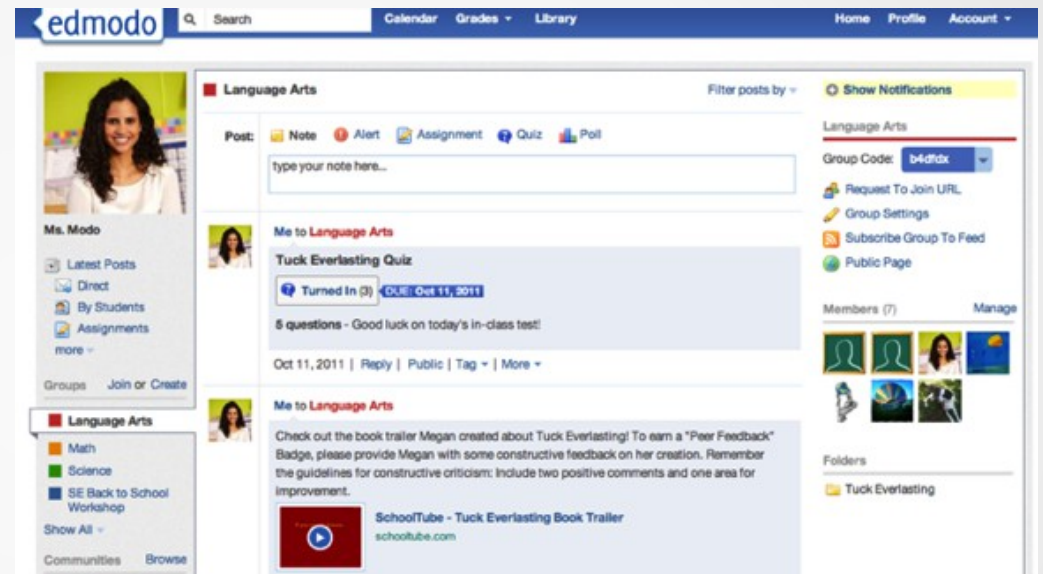 edmodo
Search
Calendar Grades Library
Home Profile Account
Ms. Modo
Latest Posts
Direct
By Students
Assignments
more
Groups Join or Create
Language Arts
Math
Science
SE Back to School
Workshop
Show All
Communities Browse
Language Arts
Filter posts by
Post: Note Alert Assignment Quiz Poll
type your note here...
Me to Language Arts
Tuck Everlasting Quiz
Turned In (3) DUE: Oct 11, 2011
5 questions - Good luck on today's in-class test!
Oct 11, 2011 | Reply | Public | Tag | More
Me to Language Arts
Check out the book trailer Megan created about Tuck Everlasting! To earn a "Peer Feedback"
Badge, please provide Megan with some constructive feedback on her creation. Remember
the guidelines for constructive criticism: Include two positive comments and one area for
improvement.
SchoolTube - Tuck Everlasting Book Trailer
schooltube.com
Show Notifications
Language Arts
Group Code: b4dfdx
Request To Join URL
Group Settings
Subscribe Group To Feed
Public Page
Members (7) Manage
Folders
Tuck Everlasting